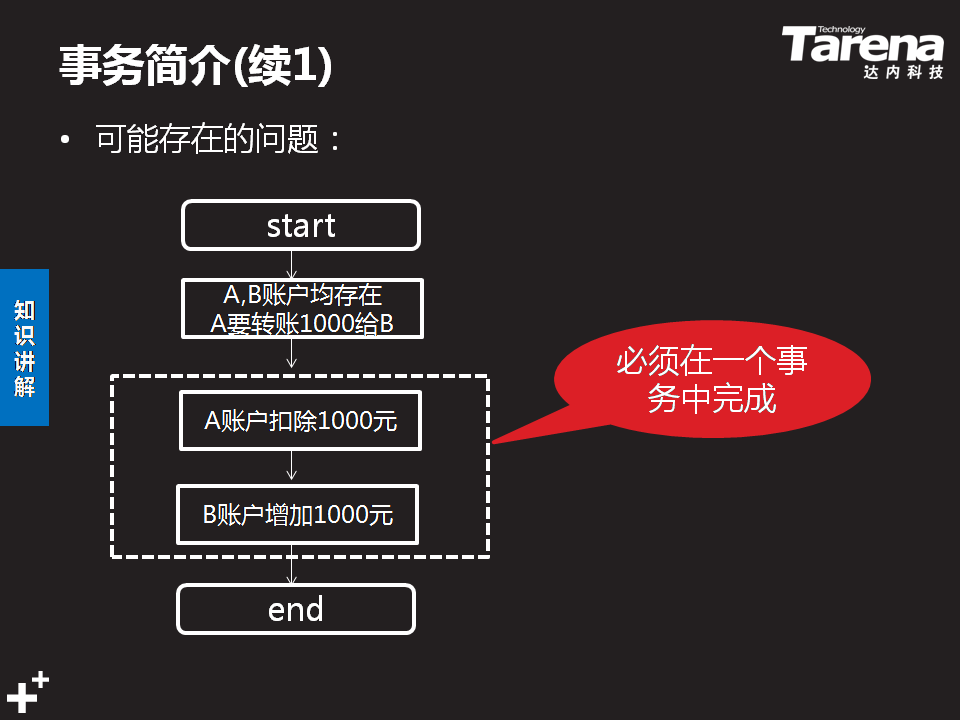 事务简介(续1)
Technology
Tarena
达内科技
• 可能存在的问题：
start
A,B账户均存在
A要转账1000给B
知识讲解
必须在一个事
务中完成
A账户扣除1000元
B账户增加1000元
end